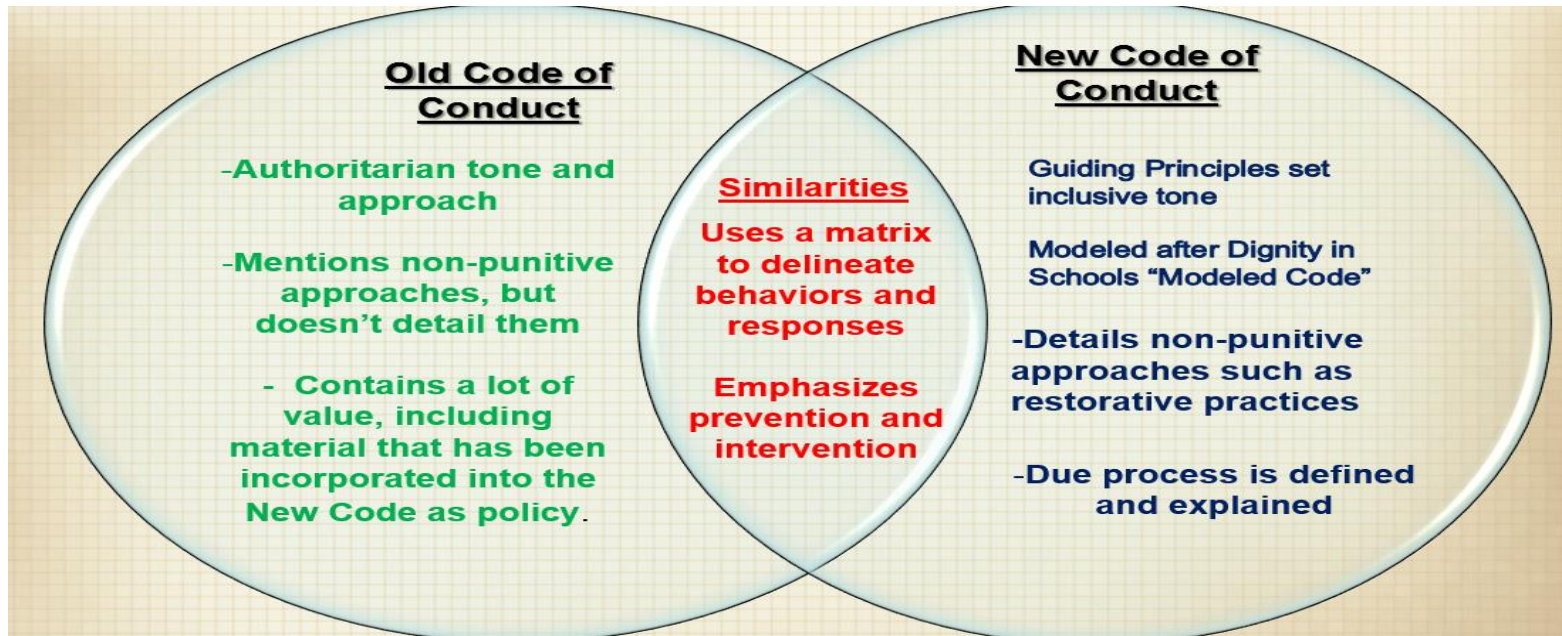 Old Code of
Conduct
-Authoritarian tone and
approach
-Mentions non-punitive
approaches, but
doesn’t detail them
- Contains a lot of
value, including
material that has been
incorporated into the
New Code as policy.
Similarities
Uses a matrix
to delineate
behaviors and
responses
Emphasizes
prevention and
intervention
New Code of
Conduct
Guiding Principles set
inclusive tone
Modeled after Dignity in
Schools “Modeled Code”
-Details non-punitive
approaches such as
restorative practices
-Due process is defined
and explained